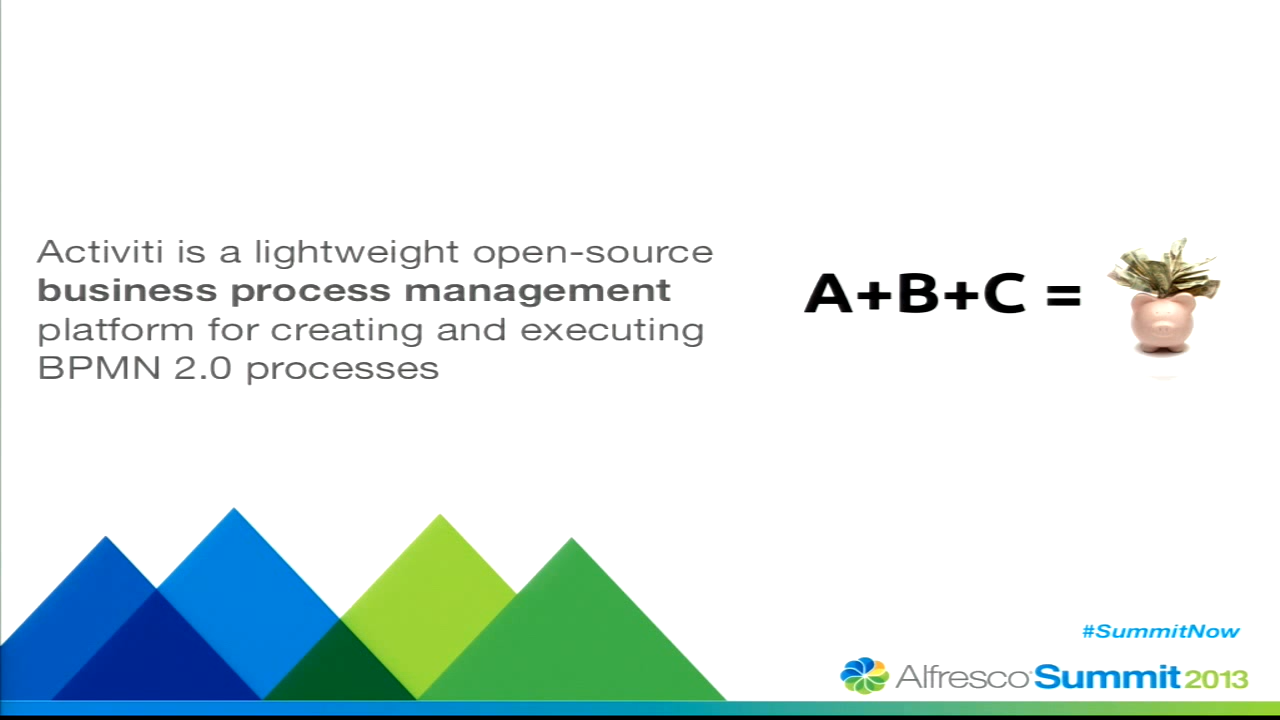 Activiti is a lightweight open-source
business process management
platform for creating and executing
BPMN 2.0 processes
A+B+C =
#SummitNow
Alfresco Summit 2013